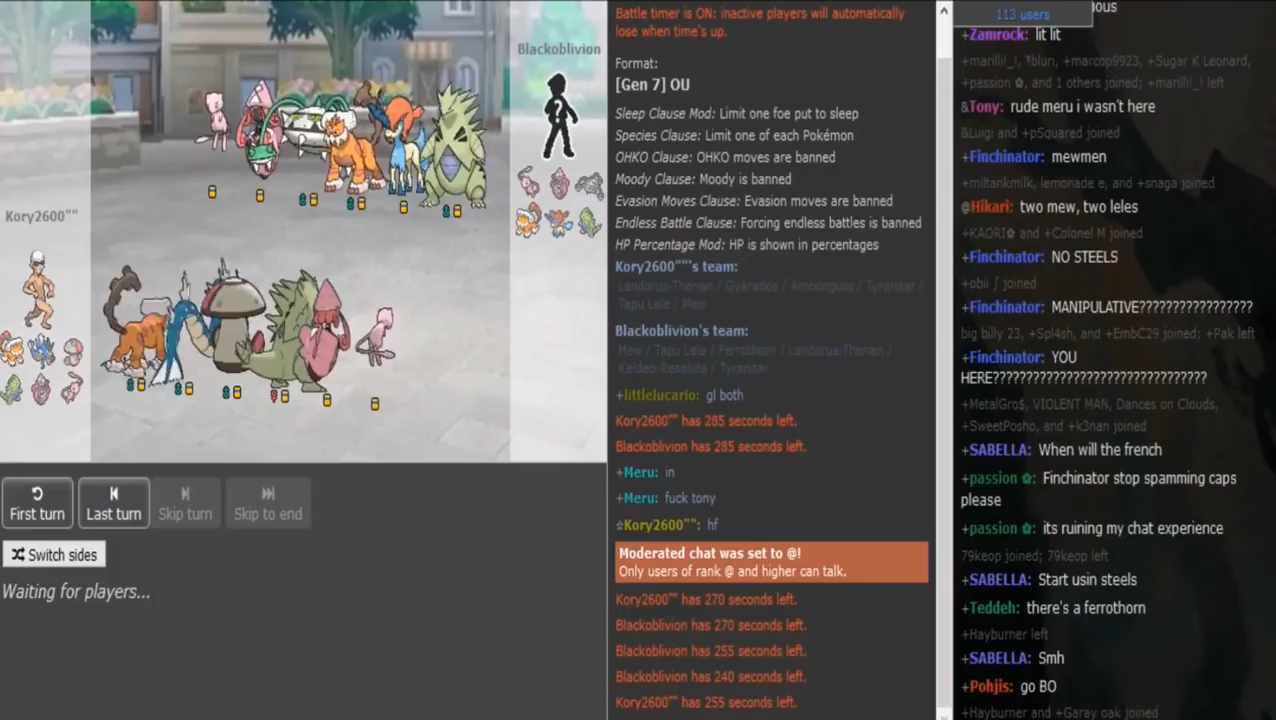 Blackoblivion
Kory2600""
First turn
Last turn
Skip turn
Skip to end
Switch sides
Waiting for players...
Battle timer is ON: inactive players will automatically
lose when time's up.
Format:
[Gen 7] OU
Sleep Clause Mod: Limit one foe put to sleep
Species Clause: Limit one of each Pokémon
OHKO Clause: OHKO moves are banned
Moody Clause: Moody is banned
Evasion Moves Clause: Evasion moves are banned
Endless Battle Clause: Forcing endless battles is banned
HP Percentage Mod: HP is shown in percentages
Kory2600""'s team:
Landorus-Therian / Gyarados / Amoonguss / Tyranitar /
Tapu Lele / Mew
Blackoblivion's team:
Mew / Tapu Lele / Ferrothorn / Landorus-Therian /
Keldeo-Resolute / Tyranitar
+littlelucario: gl both
Kory2600"" has 285 seconds left.
Blackoblivion has 285 seconds left.
+Meru: in
+Meru: fuck tony
☆Kory2600"": hf
Moderated chat was set to @!
Only users of rank @ and higher can talk.
Kory2600"" has 270 seconds left.
Blackoblivion has 270 seconds left.
Blackoblivion has 255 seconds left.
Blackoblivion has 240 seconds left.
Kory2600"" has 255 seconds left.
113 users
+Zamrock: lit lit
+marilli!_!, †bluri, +marcop9923, +Sugar K Leonard,
+passion ✿, and 1 others joined; +marilli!_! left
&Tony: rude meru i wasn't here
&Luigi and +pSquared joined
+Finchinator: mewmen
+miltankmilk, lemonade e, and +snaga joined
@Hikari: two mew, two leles
+KAORI✿ and +Colonel M joined
+Finchinator: NO STEELS
+obii ∫ joined
+Finchinator: MANIPULATIVE?????????????????
big billy 23, +Spl4sh, and +EmbC29 joined; +Pak left
+Finchinator: YOU
HERE???????????????????????????????
+MetalGro$, VIOLENT MAN, Dances on Clouds,
+SweetPosho, and +k3nan joined
+SABELLA: When will the french
+passion ✿: Finchinator stop spamming caps
please
+passion ✿: its ruining my chat experience
79keop joined; 79keop left
+SABELLA: Start usin steels
+Teddeh: there's a ferrothorn
+Hayburner left
+SABELLA: Smh
+Pohjis: go BO
+Hayburner and +Garay oak joined